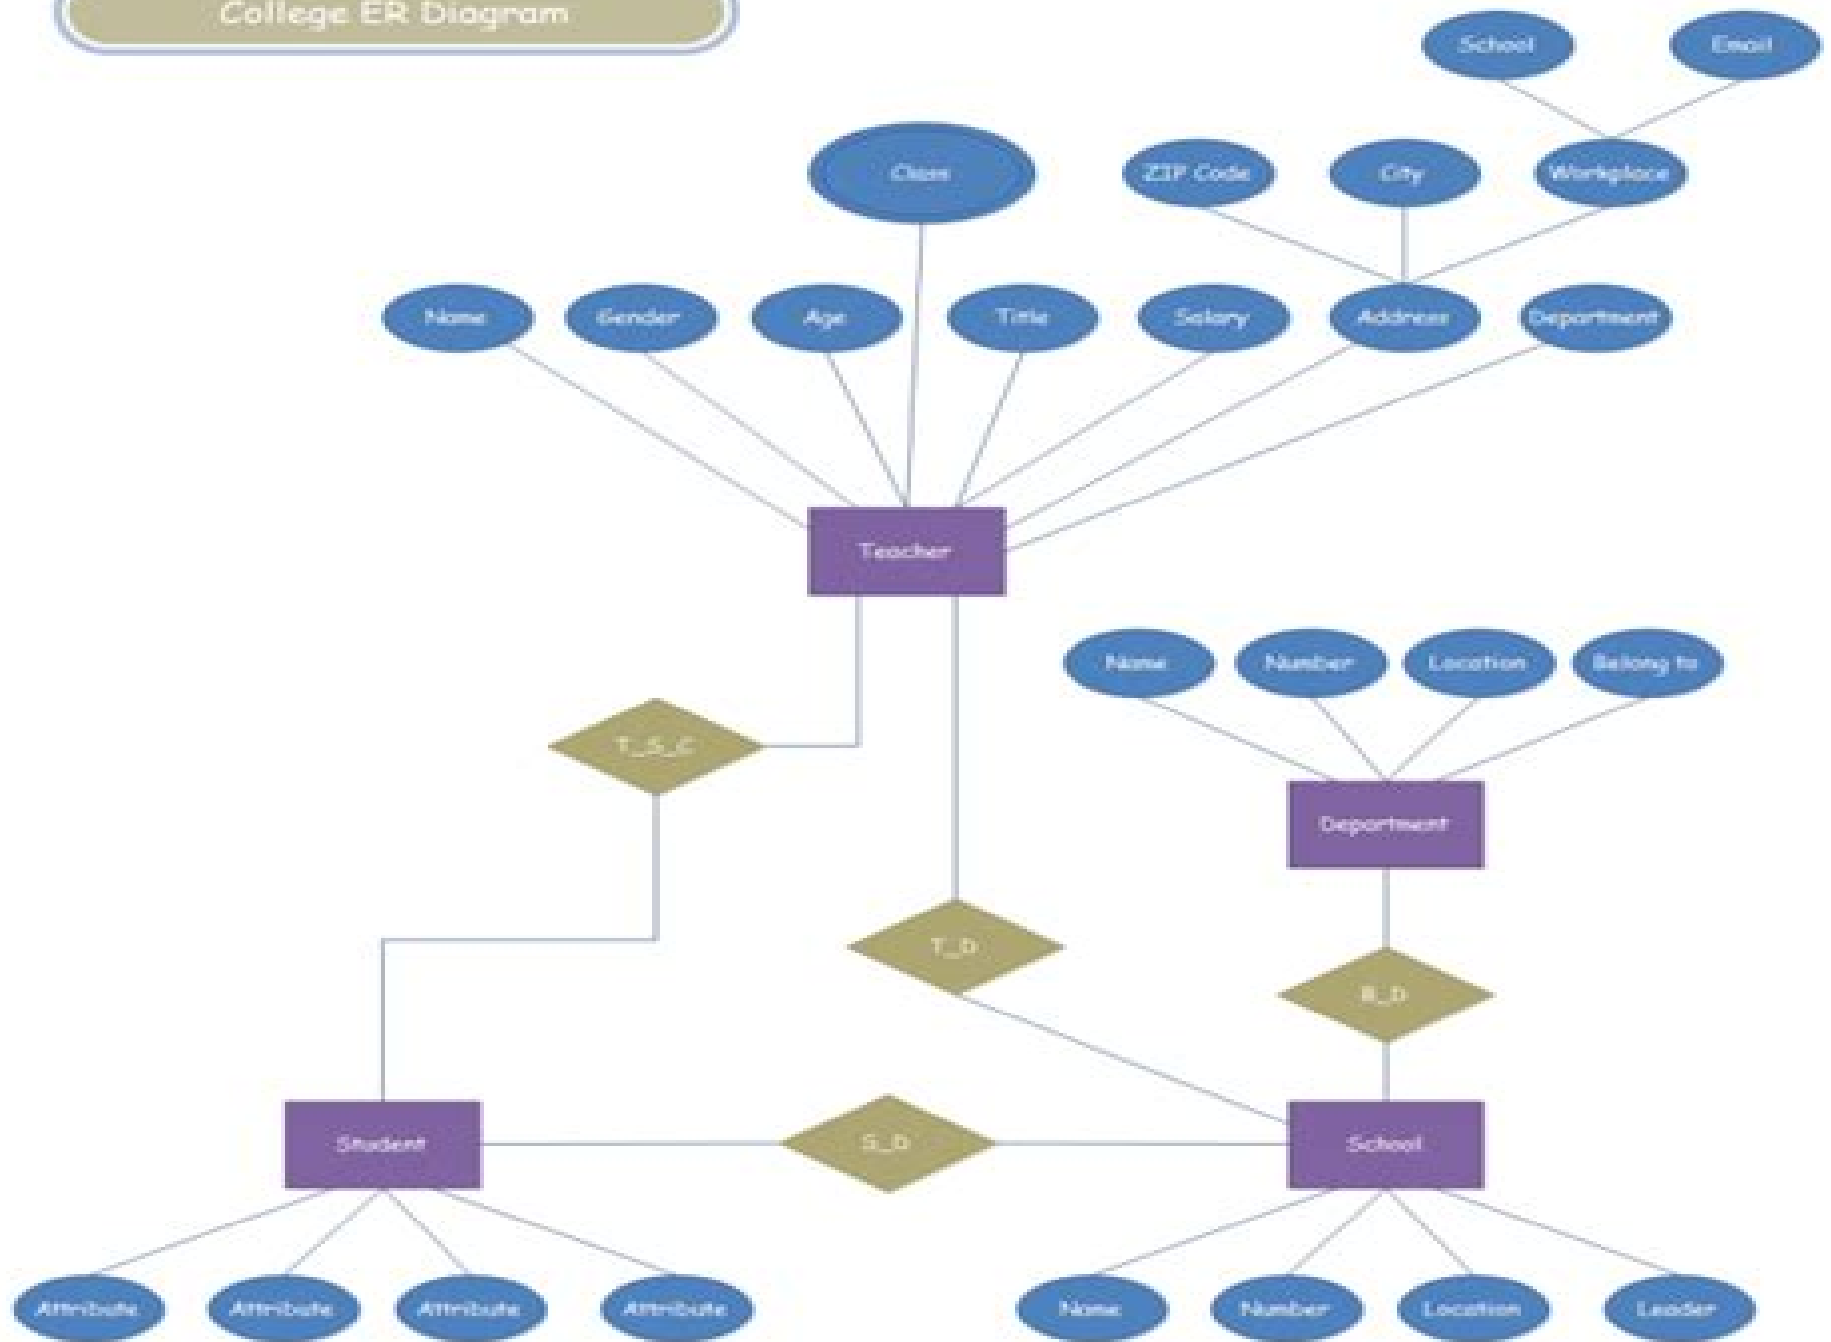 College ER Diagram
School
Email
Class
ZIP Code
City
Workplace
Name
Gender
Age
Title
Salary
Address
Department
Teacher
Name
Number
Location
Belong to
T_S_C
Department
T_D
B_D
Student
S_D
School
Attribute
Attribute
Attribute
Attribute
Name
Number
Location
Leader